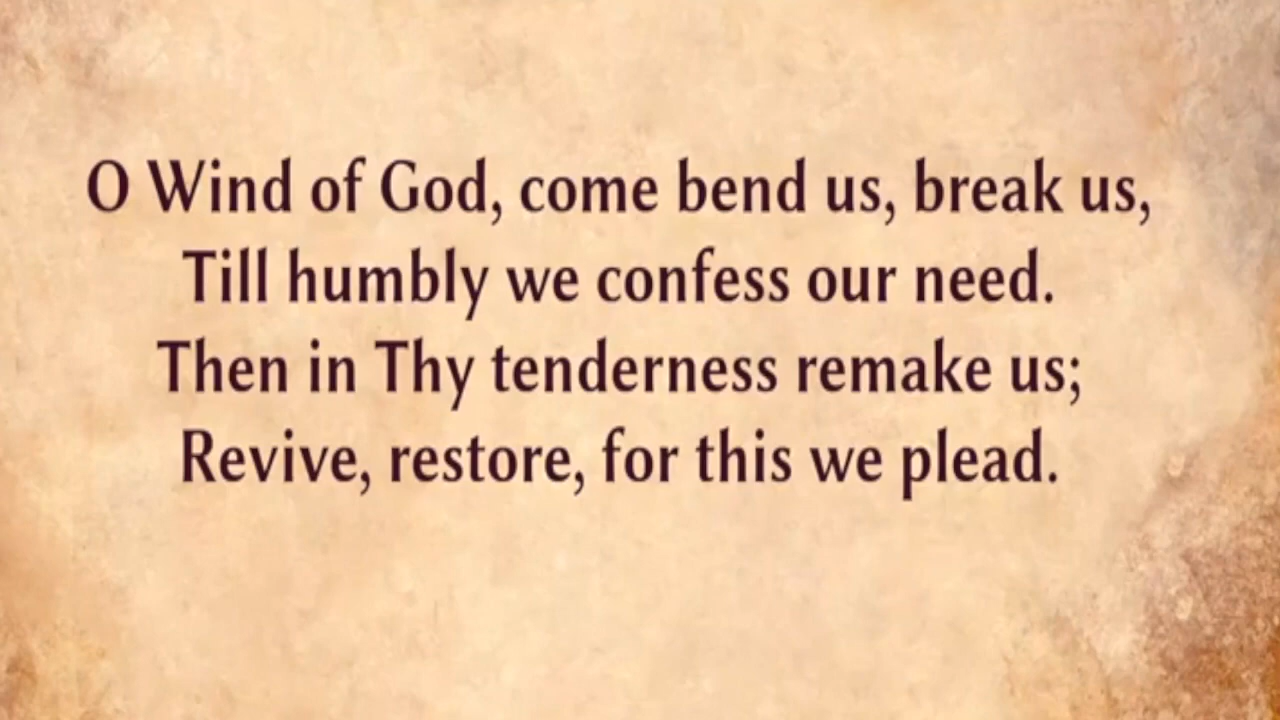 O Wind of God, come bend us, break us,
Till humbly we confess our need.
Then in Thy tenderness remake us;
Revive, restore, for this we plead.